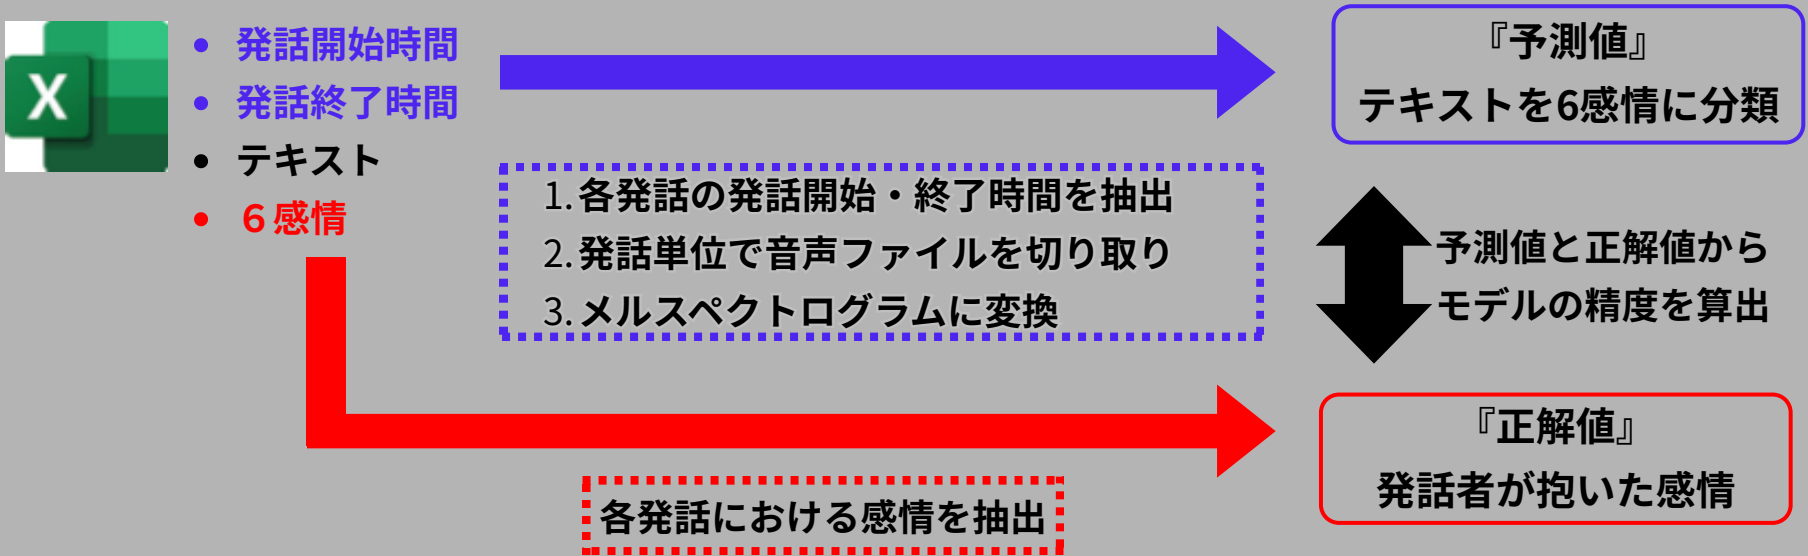 X
発話開始時間
発話終了時間
テキスト
６感情
1.各発話の発話開始・終了時間を抽出
2.発話単位で音声ファイルを切り取り
3.メルスペクトログラムに変換
『予測値』
テキストを6感情に分類
予測値と正解値から
モデルの精度を算出
『正解値』
発話者が抱いた感情
各発話における感情を抽出